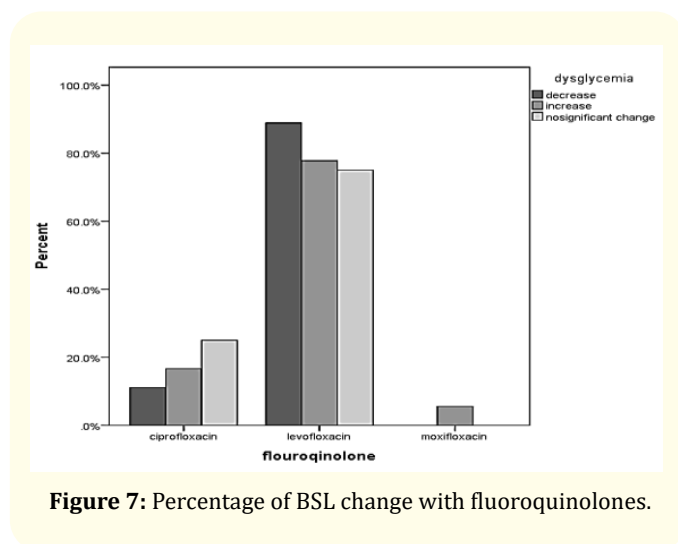 dysglycemia
decrease
increase
nosignificant change
100.0%
80.0%
60.0%
40.0%
20.0%
.0%
Percent
ciprofloxacin levofloxacin moxifloxacin
flouroqinolone
Figure 7: Percentage of BSL change with fluoroquinolones.